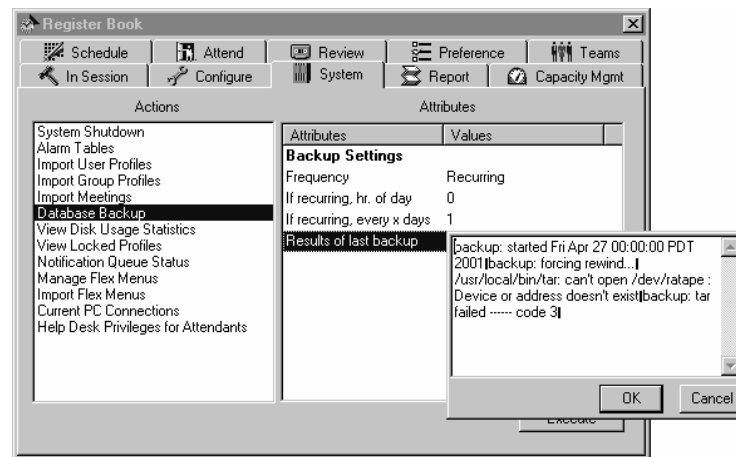 Register Book
Schedule
Attend
Review
Preference
Teams
In Session
Configure
System
Report
Capacity Mgmt
Actions
Attributes
System Shutdown
Alarm Tables
Import User Profiles
Import Group Profiles
Import Meetings
Database Backup
View Disk Usage Statistics
View Locked Profiles
Notification Queue Status
Manage Flex Menus
Import Flex Menus
Current PC Connections
Help Desk Privileges for Attendants
Attributes Values
Backup Settings
Frequency Recurring
If recurring, hr. of day 0
If recurring, every x days 1
Results of last backup
backup: started Fri Apr 27 00:00:00 PDT
2001|backup: forcing rewind...|
/usr/local/bin/tar: can't open /dev/ratape :
Device or address doesn't exist|backup: tar
failed ------ code 3|
OK
Cancel
Execute